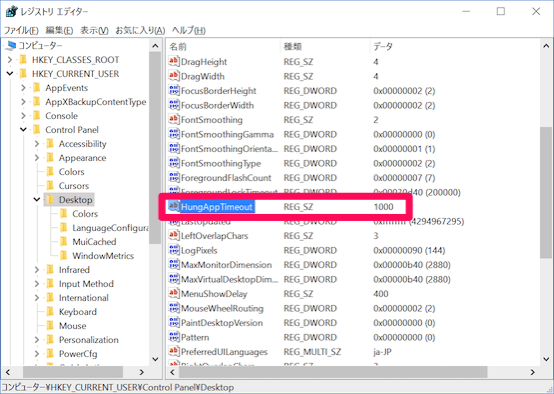 レジストリ エディター
ファイル(F) 編集(E) 表示(V) お気に入り(A) ヘルプ(H)
コンピューター
HKEY_CLASSES_ROOT
HKEY_CURRENT_USER
AppEvents
AppXBackupContentType
Console
Control Panel
Accessibility
Appearance
Colors
Cursors
Desktop
Colors
LanguageConfigura
MuiCached
WindowMetrics
Infrared
Input Method
International
Keyboard
Mouse
Personalization
PowerCfg
名前 種類 データ
DragHeight REG_SZ 4
DragWidth REG_SZ 4
FocusBorderHeight REG_DWORD 0x00000002 (2)
FocusBorderWidth REG_DWORD 0x00000002 (2)
FontSmoothing REG_SZ 2
FontSmoothingGamma REG_DWORD 0x00000000 (0)
FontSmoothingOrienta... REG_DWORD 0x00000001 (1)
FontSmoothingType REG_DWORD 0x00000002 (2)
ForegroundFlashCount REG_DWORD 0x00000007 (7)
ForegroundLockTimeout REG_DWORD 0x00030d40 (200000)
HungAppTimeout REG_SZ 1000
LastUpdated REG_DWORD 0xffffffff (4294967295)
LeftOverlapChars REG_SZ 3
LogPixels REG_DWORD 0x00000090 (144)
MaxMonitorDimension REG_DWORD 0x00000b40 (2880)
MaxVirtualDesktopDim... REG_DWORD 0x00000b40 (2880)
MenuShowDelay REG_SZ 400
MouseWheelRouting REG_DWORD 0x00000002 (2)
PaintDesktopVersion REG_DWORD 0x00000000 (0)
Pattern REG_DWORD 0x00000000 (0)
PreferredUILanguages REG_MULTI_SZ ja-JP
RightOverlapChars REG_SZ 3
コンピューター¥HKEY_CURRENT_USER¥Control Panel¥Desktop